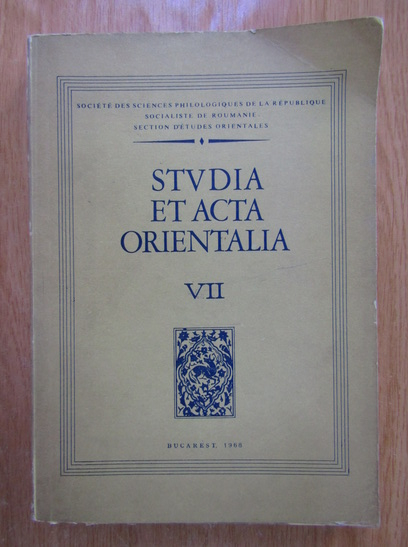 SOCIÉTÉ DES SCIENCES PHILOLOGIQUES DE LA RÉPUBLIQUE
SOCIALISTE DE ROUMANIE
SECTION D'ÉTUDES ORIENTALES
STVDIA
ET ACTA
ORIENTALIA
VII
BUCAREST, 1968